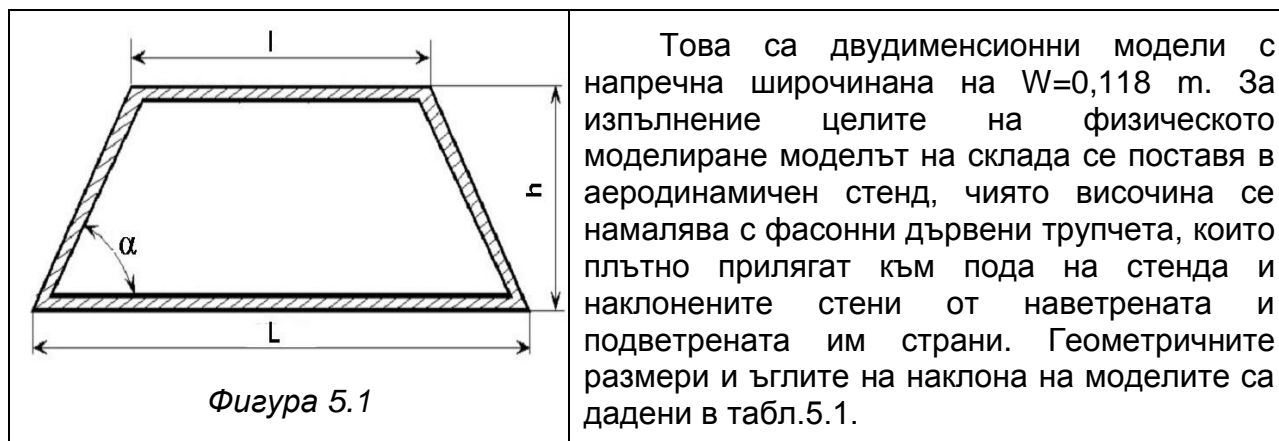 l
h
α
L
Фигура 5.1
Това са двудименсионни модели с
напречна широчинана на W=0,118 m. За
изпълнение целите на физическото
моделиране моделът на склада се поставя в
аеродинамичен стенд, чиято височина се
намалява с фасонни дървени трупчета, които
плътно прилягат към пода на стенда и
наклонените стени от наветрената и
подветрената им страни. Геометричните
размери и ъглите на наклона на моделите са
дадени в табл.5.1.